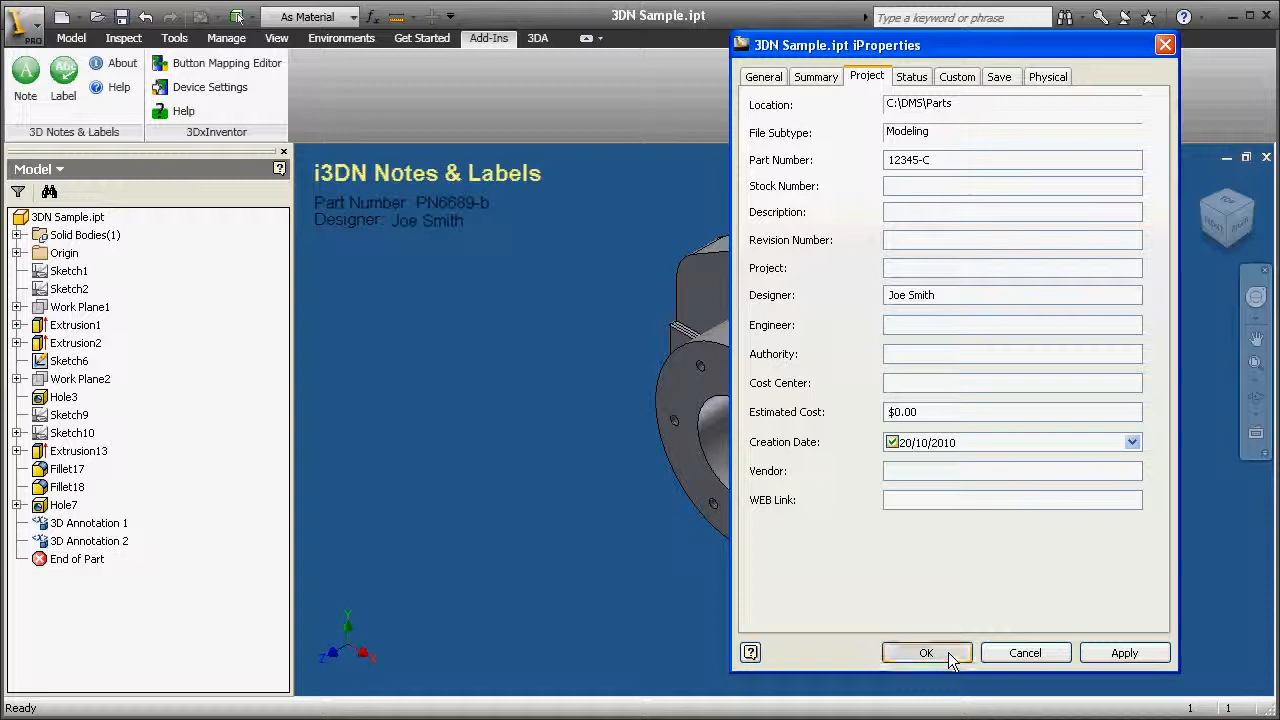 As Material
3DN Sample.ipt
Type a keyword or phrase
PRO
Model
Inspect
Tools
Manage
View
Environments
Get Started
Add-Ins
3DA
A
Abc
Note
Label
About
Help
3D Notes & Labels
Button Mapping Editor
Device Settings
Help
3DxInventor
Model
3DN Sample.ipt
Solid Bodies(1)
Origin
Sketch1
Sketch2
Work Plane1
Extrusion1
Extrusion2
Sketch6
Work Plane2
Hole3
Sketch9
Sketch10
Extrusion13
Fillet17
Fillet18
Hole7
3D Annotation 1
3D Annotation 2
End of Part
i3DN Notes & Labels
Part Number PN6689-b
Designer: Joe Smith
Y
Z
X
3DN Sample.ipt iProperties
General
Summary
Project
Status
Custom
Save
Physical
Location: C:\DMS\Parts
File Subtype: Modeling
Part Number: 12345-C
Stock Number:
Description:
Revision Number:
Project:
Designer: Joe Smith
Engineer:
Authority:
Cost Center:
Estimated Cost: $0.00
Creation Date: 20/10/2010
Vendor:
WEB Link:
OK
Cancel
Apply
TOP
FRONT
Ready
1 1